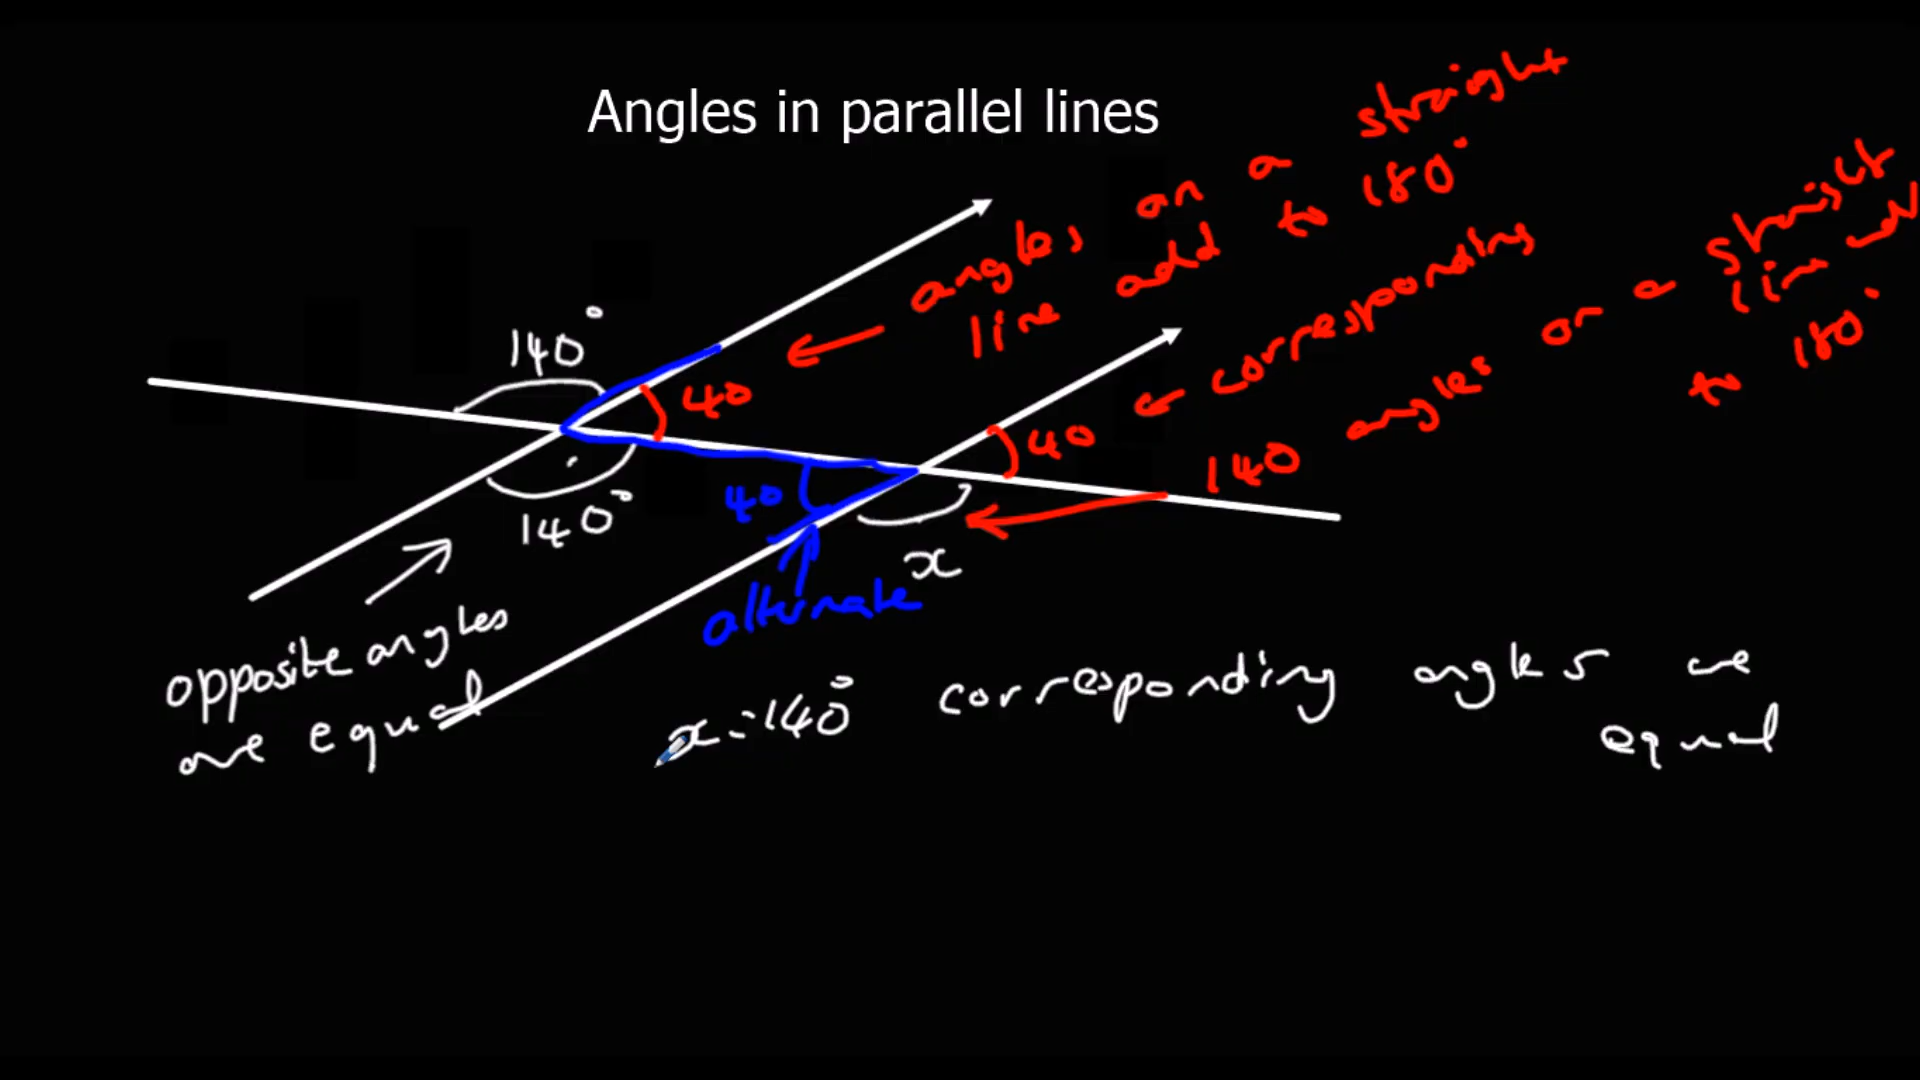 Angles in parallel lines
angles on a straight
line add to 180°
40 ← corresponding
140 angles on a straight
line add
to 180°
140°
40
140°
40
x
alternate
opposite angles
are equal
x=140° corresponding angles are
equal